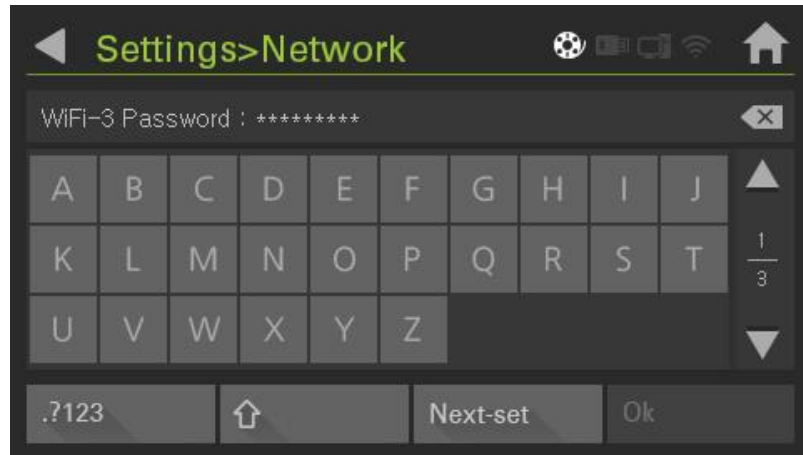 Settings>Network
WiFi-3 Password : *********
A B C D E F G H I J
K L M N O P Q R S T
U V W X Y Z
1
3
.?123 Next-set Ok